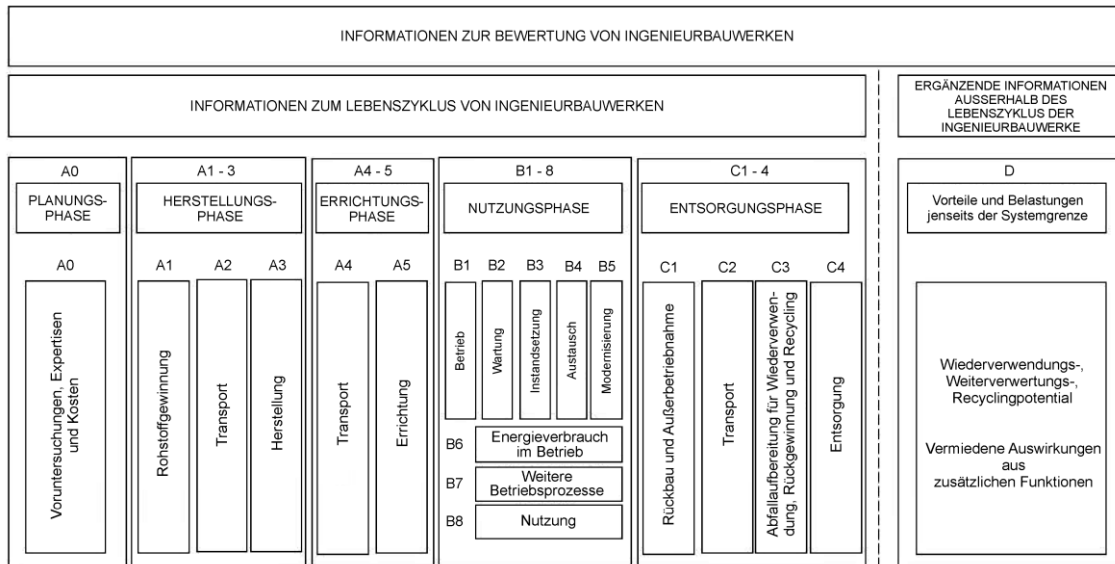 INFORMATIONEN ZUR BEWERTUNG VON INGENIEURBAUWERKEN
INFORMATIONEN ZUM LEBENSZYKLUS VON INGENIEURBAUWERKEN
ERGÄNZENDE INFORMATIONEN
AUSSERHALB DES
LEBENSZYKLUS DER
INGENIEURBAUWERKE
A0
PLANUNGS-
PHASE
A1 - 3
HERSTELLUNGS-
PHASE
A4 - 5
ERRICHTUNGS-
PHASE
B1 - 8
NUTZUNGSPHASE
C1 - 4
ENTSORGUNGSPHASE
D
Vorteile und Belastungen
jenseits der Systemgrenze
A0
Voruntersuchungen, Expertisen
und Kosten
A1
Rohstoffgewinnung
A2
Transport
A3
Herstellung
A4
Transport
A5
Errichtung
B1
Betrieb
B2
Wartung
B3
Instandsetzung
B4
Austausch
B5
Modernisierung
B6
Energieverbrauch
im Betrieb
B7
Weitere
Betriebsprozesse
B8
Nutzung
C1
Rückbau und Außerbetriebnahme
C2
Transport
C3
Abfallaufbereitung für Wiederverwen-
dung, Rückgewinnung und Recycling
C4
Entsorgung
Wiederverwendungs-,
Weiterverwertungs-,
Recyclingpotential
Vermiedene Auswirkungen
aus
zusätzlichen Funktionen